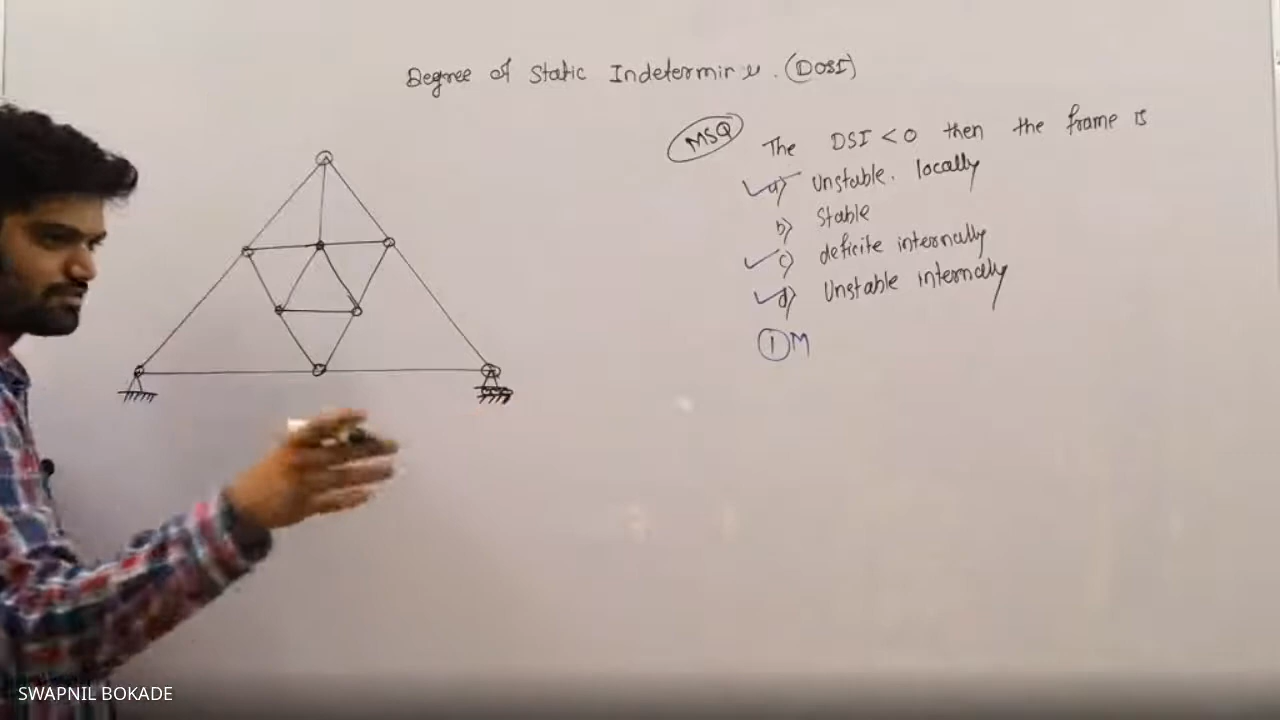 Degree of Static Indetermin . (DOSI)
MSQ The DSI < 0 then the frame is
a) Unstable. locally
b) Stable
c) deficite internally
d) Unstable internally
① M
SWAPNIL BOKADE